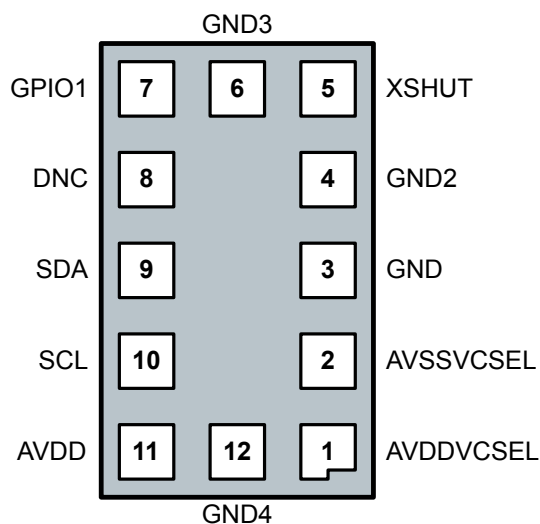 GND3
GPIO1 7 6 5 XSHUT
DNC 8 4 GND2
SDA 9 3 GND
SCL 10 2 AVSSVCSEL
AVDD 11 12 1 AVDDVCSEL
GND4